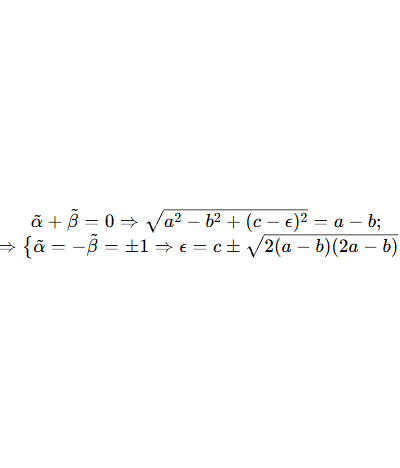 α̃ + β̃ = 0 ⇒ √(a² − b² + (c − ϵ)²) = a − b;
⇒ {α̃ = −β̃ = ±1 ⇒ ϵ = c ± √(2(a − b)(2a − b))